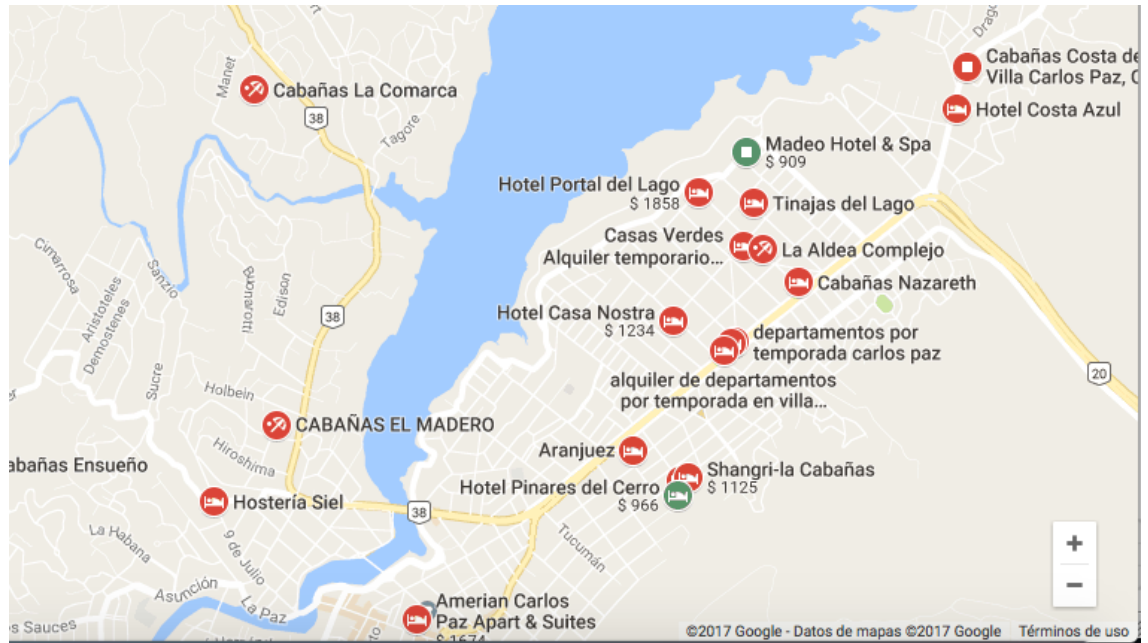 Drago
Cabañas Costa de
Villa Carlos Paz, C
Manet
Cabañas La Comarca
Hotel Costa Azul
38
Tagore
Madeo Hotel & Spa
$ 909
Hotel Portal del Lago
$ 1858
Tinajas del Lago
Casas Verdes
Alquiler temporario...
La Aldea Complejo
Cimarrosa
Sanzio
Buonarotti
Edison
Cabañas Nazareth
Aristoteles
Demostenes
38
Hotel Casa Nostra
$ 1234
departamentos por
temporada carlos paz
Sucre
Holbein
alquiler de departamentos
por temporada en villa...
20
CABAÑAS EL MADERO
Hiroshima
Aranjuez
abañas Ensueño
Shangri-la Cabañas
$ 1125
Hotel Pinares del Cerro
$ 966
Hostería Siel
38
La Habana
9 de Julio
Tucumán
+
−
Asunción
La Paz
Amerian Carlos
Paz Apart & Suites
$ 1674
os Sauces
©2017 Google - Datos de mapas ©2017 Google
Términos de uso